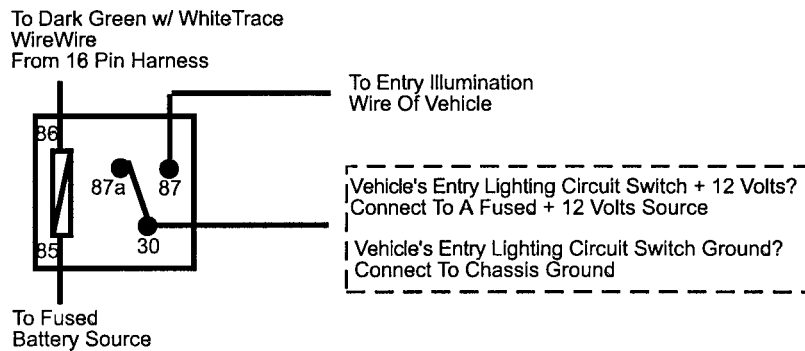 To Dark Green w/ WhiteTrace
WireWire
From 16 Pin Harness
To Entry Illumination
Wire Of Vehicle
86
87a
87
85
30
Vehicle's Entry Lighting Circuit Switch + 12 Volts?
Connect To A Fused + 12 Volts Source
Vehicle's Entry Lighting Circuit Switch Ground?
Connect To Chassis Ground
To Fused
Battery Source